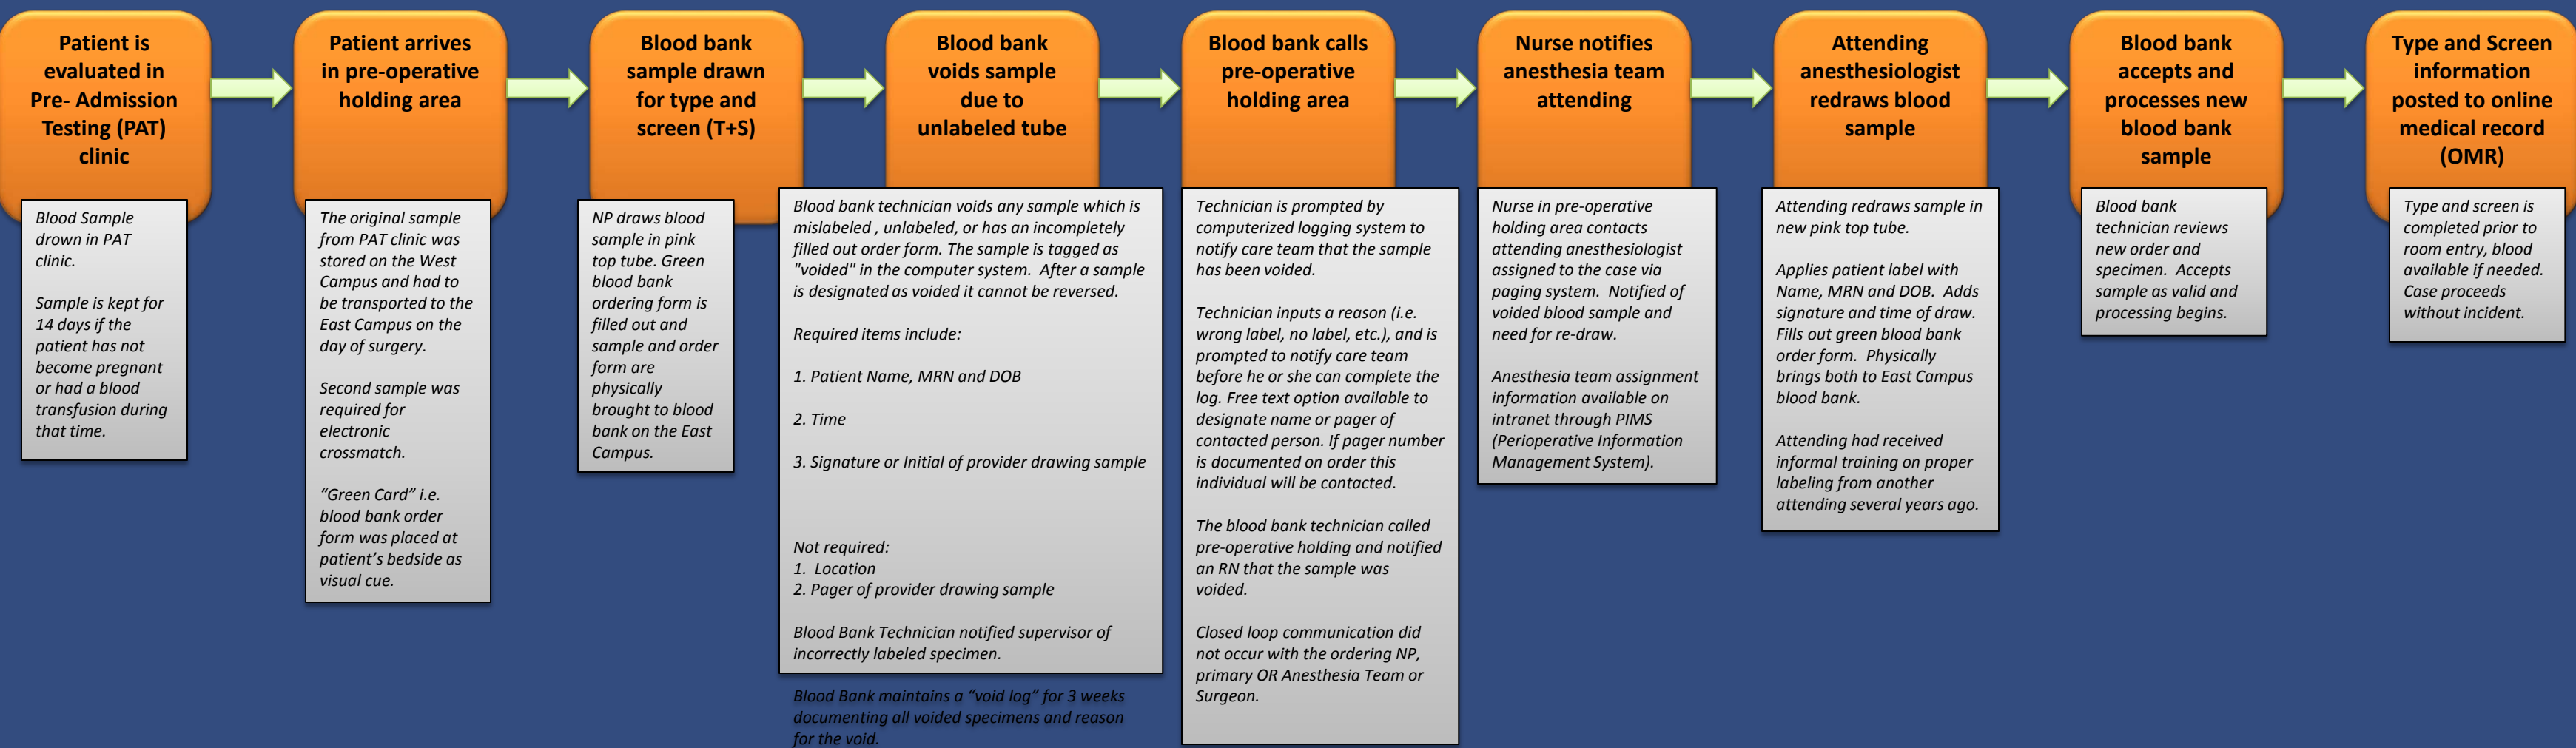 Patient is
evaluated in
Pre- Admission
Testing (PAT)
clinic
Patient arrives
in pre-operative
holding area
Blood bank
sample drawn
for type and
screen (T+S)
Blood bank
voids sample
due to
unlabeled tube
Blood bank calls
pre-operative
holding area
Nurse notifies
anesthesia team
attending
Attending
anesthesiologist
redraws blood
sample
Blood bank
accepts and
processes new
blood bank
sample
Type and Screen
information
posted to online
medical record
(OMR)
Blood Sample
drown in PAT
clinic.
Sample is kept for
14 days if the
patient has not
become pregnant
or had a blood
transfusion during
that time.
The original sample
from PAT clinic was
stored on the West
Campus and had to
be transported to the
East Campus on the
day of surgery.
Second sample was
required for
electronic
crossmatch.
“Green Card” i.e.
blood bank order
form was placed at
patient’s bedside as
visual cue.
NP draws blood
sample in pink
top tube. Green
blood bank
ordering form is
filled out and
sample and order
form are
physically
brought to blood
bank on the East
Campus.
Blood bank technician voids any sample which is
mislabeled , unlabeled, or has an incompletely
filled out order form. The sample is tagged as
"voided" in the computer system.  After a sample
is designated as voided it cannot be reversed.
Required items include:
1. Patient Name, MRN and DOB
2. Time
3. Signature or Initial of provider drawing sample
Not required:
1.  Location
2. Pager of provider drawing sample
Blood Bank Technician notified supervisor of
incorrectly labeled specimen.
Blood Bank maintains a “void log” for 3 weeks
documenting all voided specimens and reason
for the void.
Technician is prompted by
computerized logging system to
notify care team that the sample
has been voided.
Technician inputs a reason (i.e.
wrong label, no label, etc.), and is
prompted to notify care team
before he or she can complete the
log. Free text option available to
designate name or pager of
contacted person. If pager number
is documented on order this
individual will be contacted.
The blood bank technician called
pre-operative holding and notified
an RN that the sample was
voided.
Closed loop communication did
not occur with the ordering NP,
primary OR Anesthesia Team or
Surgeon.
Nurse in pre-operative
holding area contacts
attending anesthesiologist
assigned to the case via
paging system.  Notified of
voided blood sample and
need for re-draw.
Anesthesia team assignment
information available on
intranet through PIMS
(Perioperative Information
Management System).
Attending redraws sample in
new pink top tube.
Applies patient label with
Name, MRN and DOB.  Adds
signature and time of draw.
Fills out green blood bank
order form.  Physically
brings both to East Campus
blood bank.
Attending had received
informal training on proper
labeling from another
attending several years ago.
Blood bank
technician reviews
new order and
specimen.  Accepts
sample as valid and
processing begins.
Type and screen is
completed prior to
room entry, blood
available if needed.
Case proceeds
without incident.